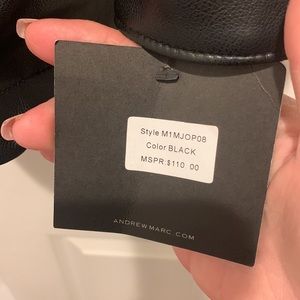 Style M1MJOP08
Color BLACK
MSPR:$110 00
ANDREWMARC.COM